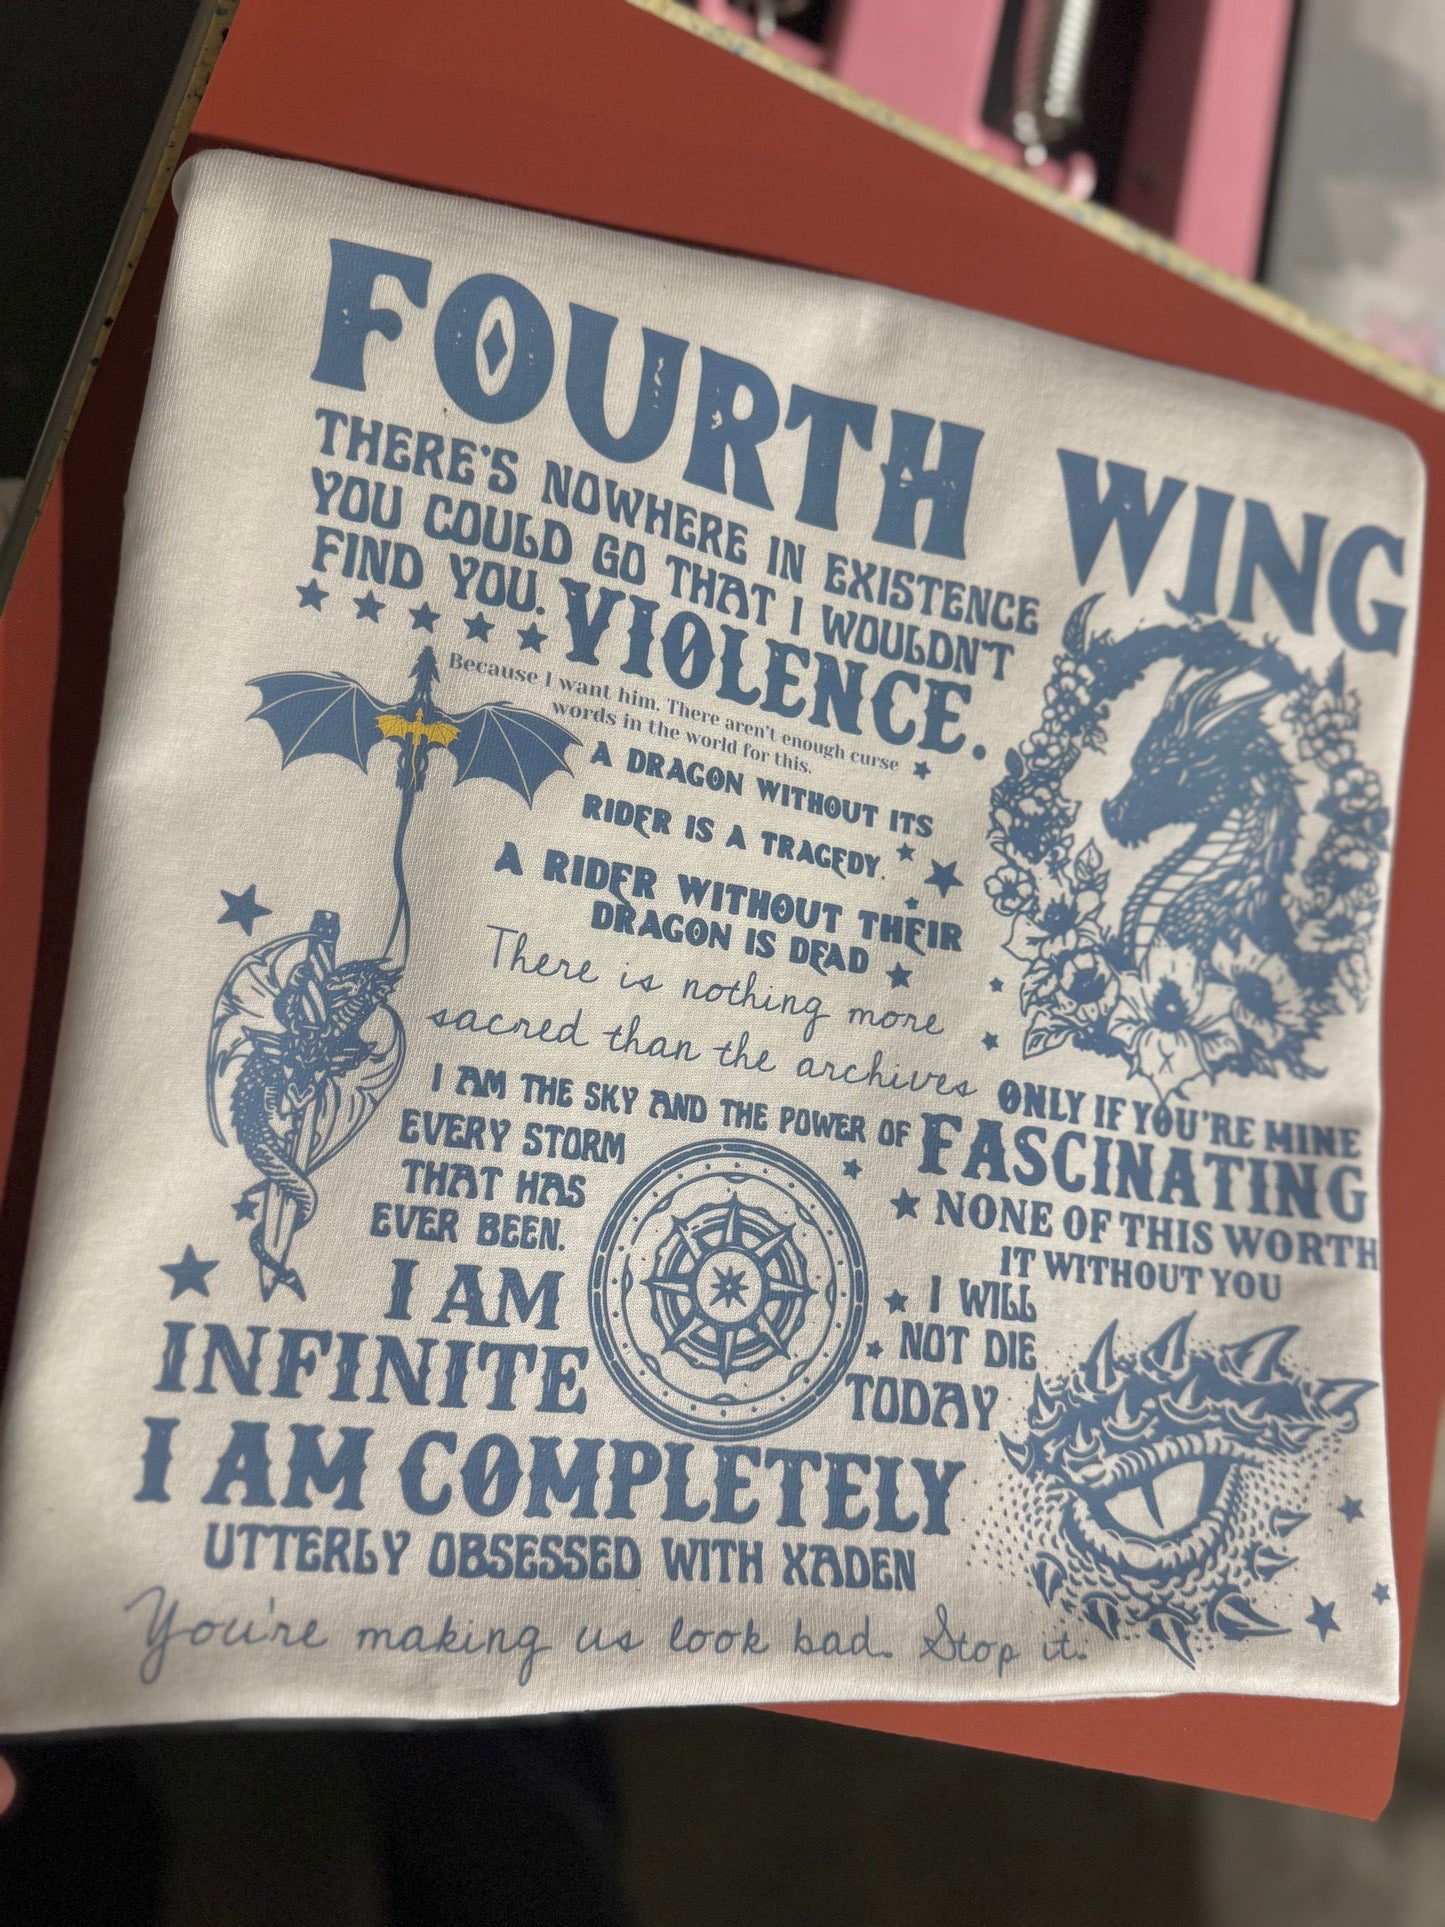 FOURTH WING
THERE'S NOWHERE IN EXISTENCE
YOU COULD GO THAT I WOULDN'T
FIND YOU. VIOLENCE.
Because I want him. There aren't enough curse
words in the world for this.
A DRAGON WITHOUT ITS
RIDER IS A TRAGEDY.
A RIDER WITHOUT THEIR
DRAGON IS DEAD
There is nothing more
sacred than the archives
I AM THE SKY AND THE POWER OF
EVERY STORM
THAT HAS
EVER BEEN.
I AM
INFINITE
ONLY IF YOU'RE MINE
FASCINATING
NONE OF THIS WORTH
IT WITHOUT YOU
I WILL
NOT DIE
TODAY
I AM COMPLETELY
UTTERLY OBSESSED WITH XADEN
You're making us look bad. Stop it.